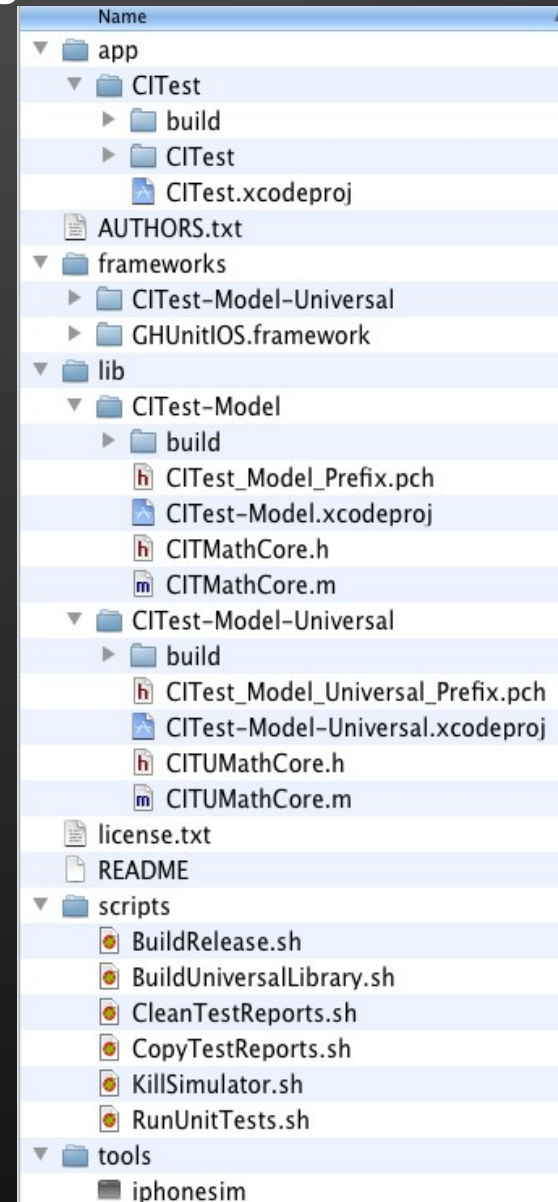 Name
app
CITest
build
CITest
CITest.xcodeproj
AUTHORS.txt
frameworks
CITest-Model-Universal
GHUnitIOS.framework
lib
CITest-Model
build
h CITest_Model_Prefix.pch
CITest-Model.xcodeproj
h CITMathCore.h
m CITMathCore.m
CITest-Model-Universal
build
h CITest_Model_Universal_Prefix.pch
CITest-Model-Universal.xcodeproj
h CITUMathCore.h
m CITUMathCore.m
license.txt
README
scripts
BuildRelease.sh
BuildUniversalLibrary.sh
CleanTestReports.sh
CopyTestReports.sh
KillSimulator.sh
RunUnitTests.sh
tools
iphonesim